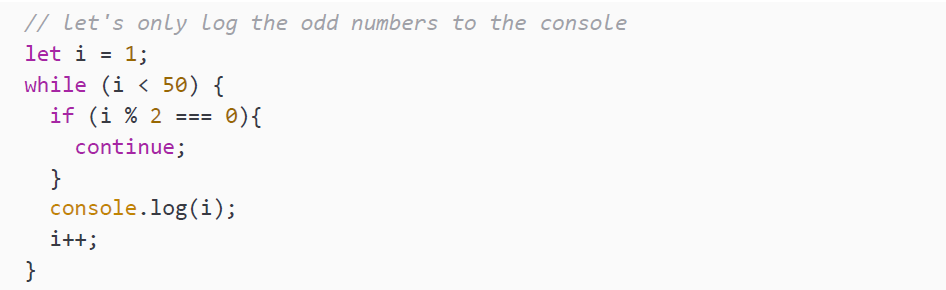 // let's only log the odd numbers to the console
let i = 1;
while (i < 50) {
  if (i % 2 === 0){
    continue;
  }
  console.log(i);
  i++;
}